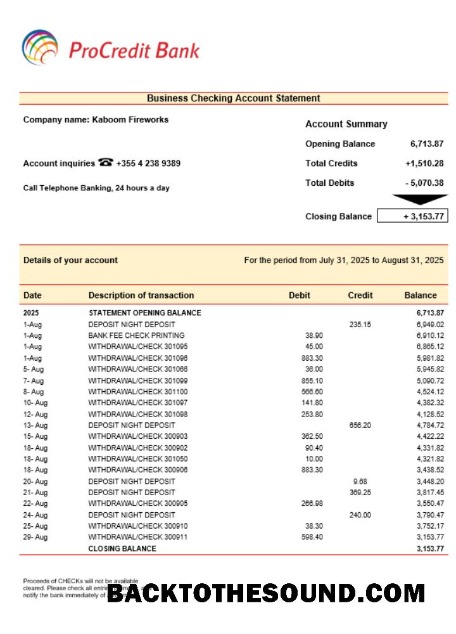 ProCredit Bank
Business Checking Account Statement
Company name: Kaboom Fireworks
Account Summary
Opening Balance 6,713.87
Account inquiries ☎ +355 4 238 9389
Total Credits +1,510.28
Call Telephone Banking, 24 hours a day
Total Debits - 5,070.38
Closing Balance + 3,153.77
Details of your account For the period from July 31, 2025 to August 31, 2025
Date Description of transaction Debit Credit Balance
2025 STATEMENT OPENING BALANCE 6,713.87
1-Aug DEPOSIT NIGHT DEPOSIT 235.15 6,949.02
1-Aug BANK FEE CHECK PRINTING 38.90 6,910.12
1-Aug WITHDRAWAL/CHECK 301095 45.00 6,865.12
1-Aug WITHDRAWAL/CHECK 301096 883.30 5,981.82
5- Aug WITHDRAWAL/CHECK 301066 36.00 5,945.82
7- Aug WITHDRAWAL/CHECK 301099 855.10 5,090.72
8- Aug WITHDRAWAL/CHECK 301100 566.60 4,524.12
10- Aug WITHDRAWAL/CHECK 301097 141.80 4,382.32
12- Aug WITHDRAWAL/CHECK 301098 253.80 4,128.52
13- Aug DEPOSIT NIGHT DEPOSIT 656.20 4,784.72
15- Aug WITHDRAWAL/CHECK 300903 362.50 4,422.22
18- Aug WITHDRAWAL/CHECK 300902 90.40 4,331.82
18- Aug WITHDRAWAL/CHECK 301050 10.00 4,321.82
18- Aug WITHDRAWAL/CHECK 300906 883.30 3,438.52
20- Aug DEPOSIT NIGHT DEPOSIT 9.68 3,448.20
21- Aug DEPOSIT NIGHT DEPOSIT 369.25 3,817.45
22- Aug WITHDRAWAL/CHECK 300905 266.98 3,550.47
24- Aug DEPOSIT NIGHT DEPOSIT 240.00 3,790.47
25- Aug WITHDRAWAL/CHECK 300910 38.30 3,752.17
29- Aug WITHDRAWAL/CHECK 300911 598.40 3,153.77
CLOSING BALANCE 3,153.77
Proceeds of CHECKs will not be available
cleared. Please check all entries
notify the bank immediately of
BACKTOTHESOUND.COM